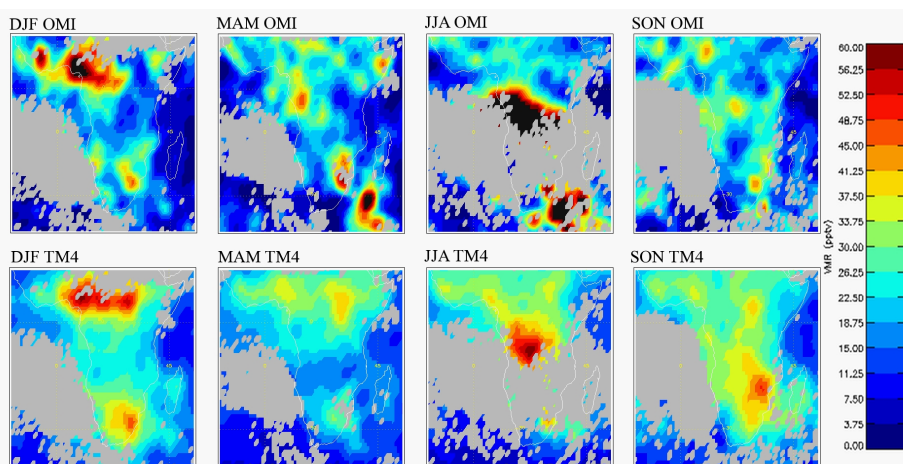 DJF OMI
MAM OMI
JJA OMI
SON OMI
DJF TM4
MAM TM4
JJA TM4
SON TM4
60.00
56.25
52.50
48.75
45.00
41.25
37.50
33.75
30.00
26.25
22.50
18.75
15.00
11.25
7.50
3.75
0.00
VMR {pptv}